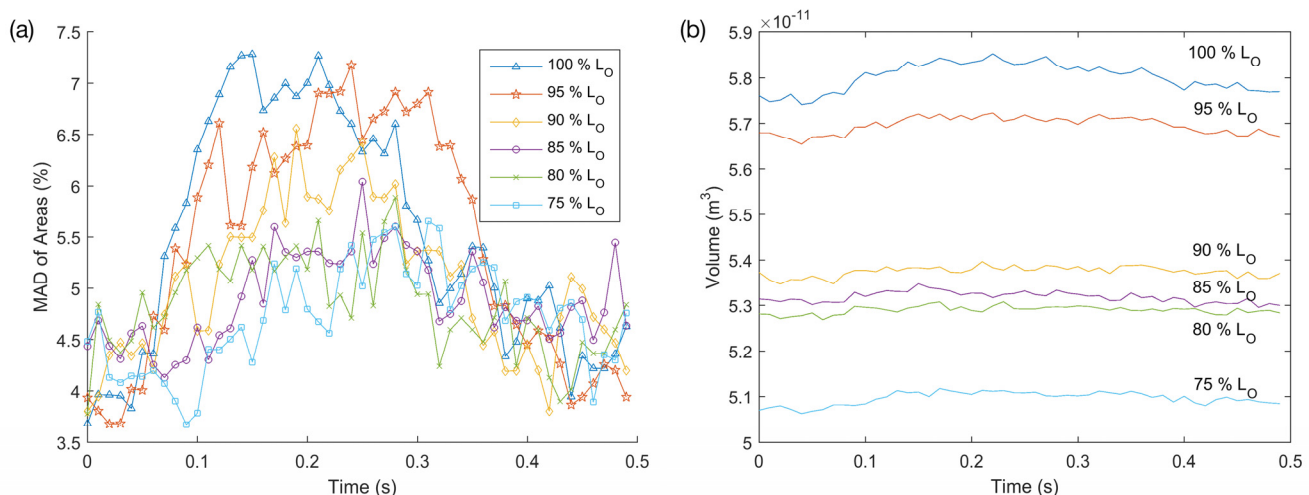 (a)
7.5
7
6.5
6
5.5
5
4.5
4
3.5
MAD of Areas (%)
0 0.1 0.2 0.3 0.4 0.5
Time (s)
100 % L_O
95 % L_O
90 % L_O
85 % L_O
80 % L_O
75 % L_O
(b)
×10^-11
5.9
5.8
5.7
5.6
5.5
5.4
5.3
5.2
5.1
5
Volume (m³)
100 % L_O
95 % L_O
90 % L_O
85 % L_O
80 % L_O
75 % L_O
0 0.1 0.2 0.3 0.4 0.5
Time (s)